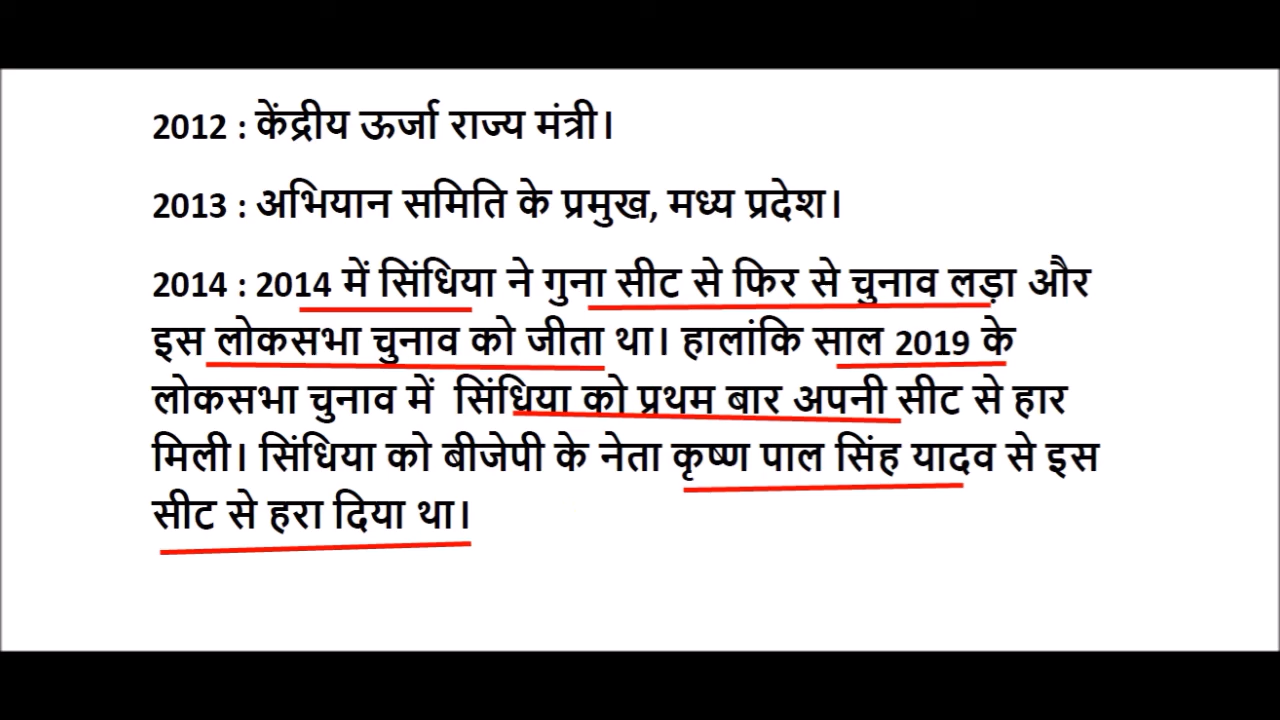 2012 : केंद्रीय ऊर्जा राज्य मंत्री।
2013 : अभियान समिति के प्रमुख, मध्य प्रदेश।
2014 : 2014 में सिंधिया ने गुना सीट से फिर से चुनाव लड़ा और
इस लोकसभा चुनाव को जीता था। हालांकि साल 2019 के
लोकसभा चुनाव में सिंधिया को प्रथम बार अपनी सीट से हार
मिली। सिंधिया को बीजेपी के नेता कृष्ण पाल सिंह यादव से इस
सीट से हरा दिया था।